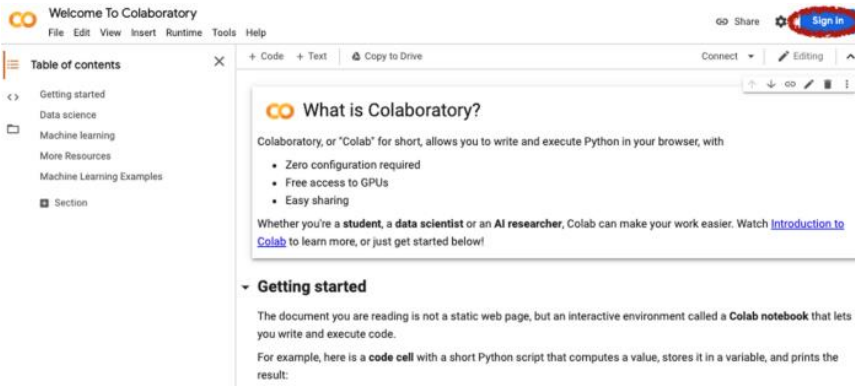 Welcome To Colaboratory
File Edit View Insert Runtime Tools Help
Share
Sign in
Table of contents
Getting started
Data science
Machine learning
More Resources
Machine Learning Examples
Section
+ Code + Text Copy to Drive
Connect Editing
What is Colaboratory?
Colaboratory, or "Colab" for short, allows you to write and execute Python in your browser, with
• Zero configuration required
• Free access to GPUs
• Easy sharing
Whether you're a student, a data scientist or an AI researcher, Colab can make your work easier. Watch Introduction to
Colab to learn more, or just get started below!
Getting started
The document you are reading is not a static web page, but an interactive environment called a Colab notebook that lets
you write and execute code.
For example, here is a code cell with a short Python script that computes a value, stores it in a variable, and prints the
result: